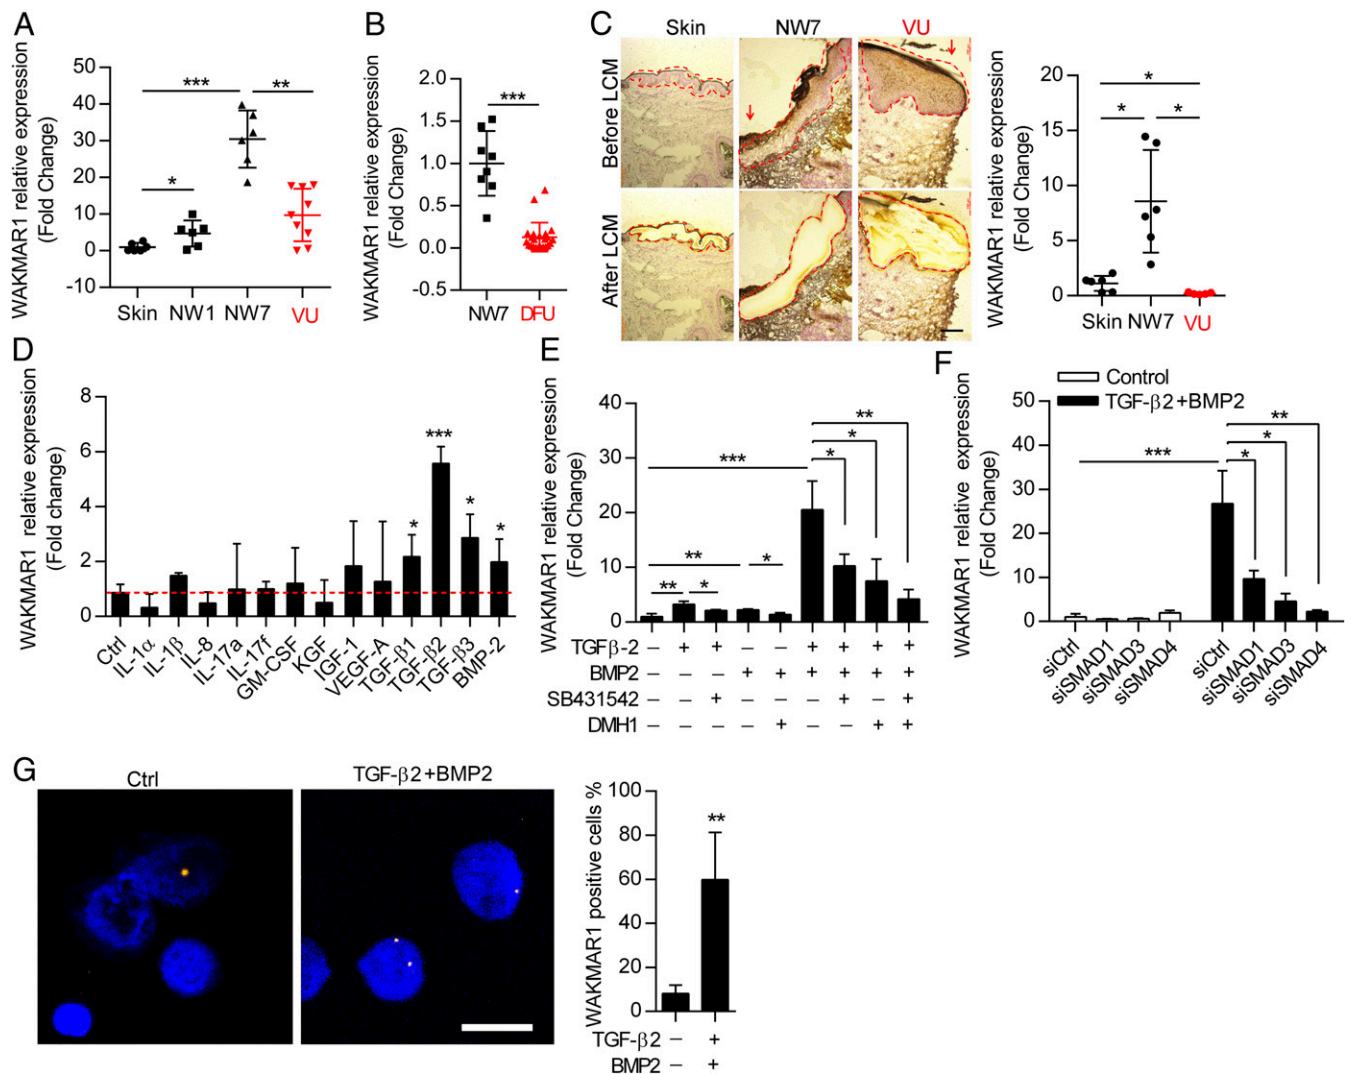 A
WAKMAR1 relative expression
(Fold Change)
50
40
30
20
10
0
-10
***
**
*
Skin NW1 NW7 VU
B
WAKMAR1 relative expression
(Fold Change)
2.0
1.5
1.0
0.5
0.0
-0.5
***
NW7 DFU
C
Skin NW7 VU
Before LCM
After LCM
WAKMAR1 relative expression
(Fold Change)
20
15
10
5
0
*
* *
Skin NW7 VU
D
WAKMAR1 relative expression
(Fold change)
8
6
4
2
0
***
* * *
Ctrl
IL-1α
IL-1β
IL-8
IL-17a
IL-17f
GM-CSF
KGF
IGF-1
VEGF-A
TGF-β1
TGF-β2
TGF-β3
BMP-2
E
WAKMAR1 relative expression
(Fold Change)
40
30
20
10
0
**
*
*
***
**
** * *
TGFβ-2 − + + − − + + + +
BMP2 − − − + + + + + +
SB431542 − − + − − − + − +
DMH1 − − − − + − − + +
F
Control
TGF-β2+BMP2
WAKMAR1 relative expression
(Fold Change)
50
40
30
20
10
0
**
*
*
***
siCtrl
siSMAD1
siSMAD3
siSMAD4
siCtrl
siSMAD1
siSMAD3
siSMAD4
G
Ctrl
TGF-β2+BMP2
WAKMAR1 positive cells %
100
80
60
40
20
0
**
TGF-β2 − +
BMP2 − +